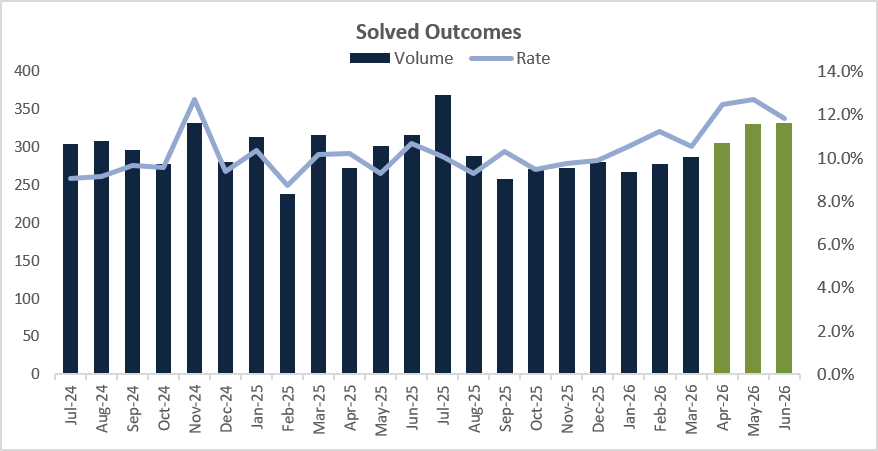 Solved Outcomes
Volume Rate
400
350
300
250
200
150
100
50
0
14.0%
12.0%
10.0%
8.0%
6.0%
4.0%
2.0%
0.0%
Jul-24
Aug-24
Sep-24
Oct-24
Nov-24
Dec-24
Jan-25
Feb-25
Mar-25
Apr-25
May-25
Jun-25
Jul-25
Aug-25
Sep-25
Oct-25
Nov-25
Dec-25
Jan-26
Feb-26
Mar-26
Apr-26
May-26
Jun-26